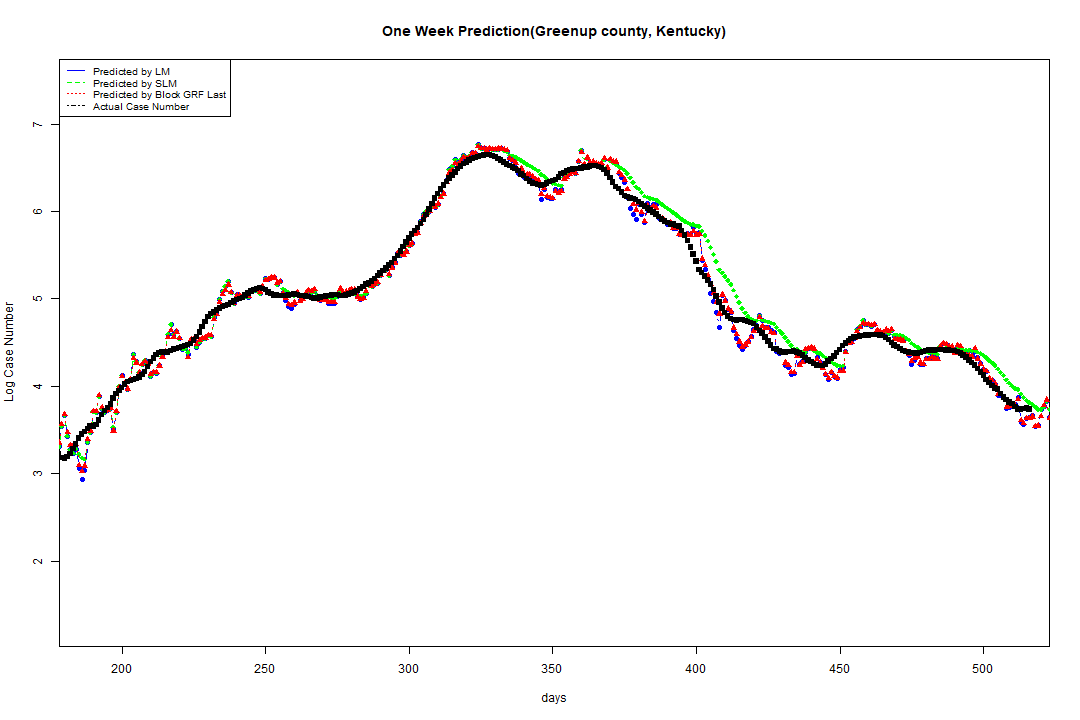 One Week Prediction(Greenup county, Kentucky)
Predicted by LM
Predicted by SLM
Predicted by Block GRF Last
Actual Case Number
7
6
5
4
3
2
Log Case Number
200 250 300 350 400 450 500
days